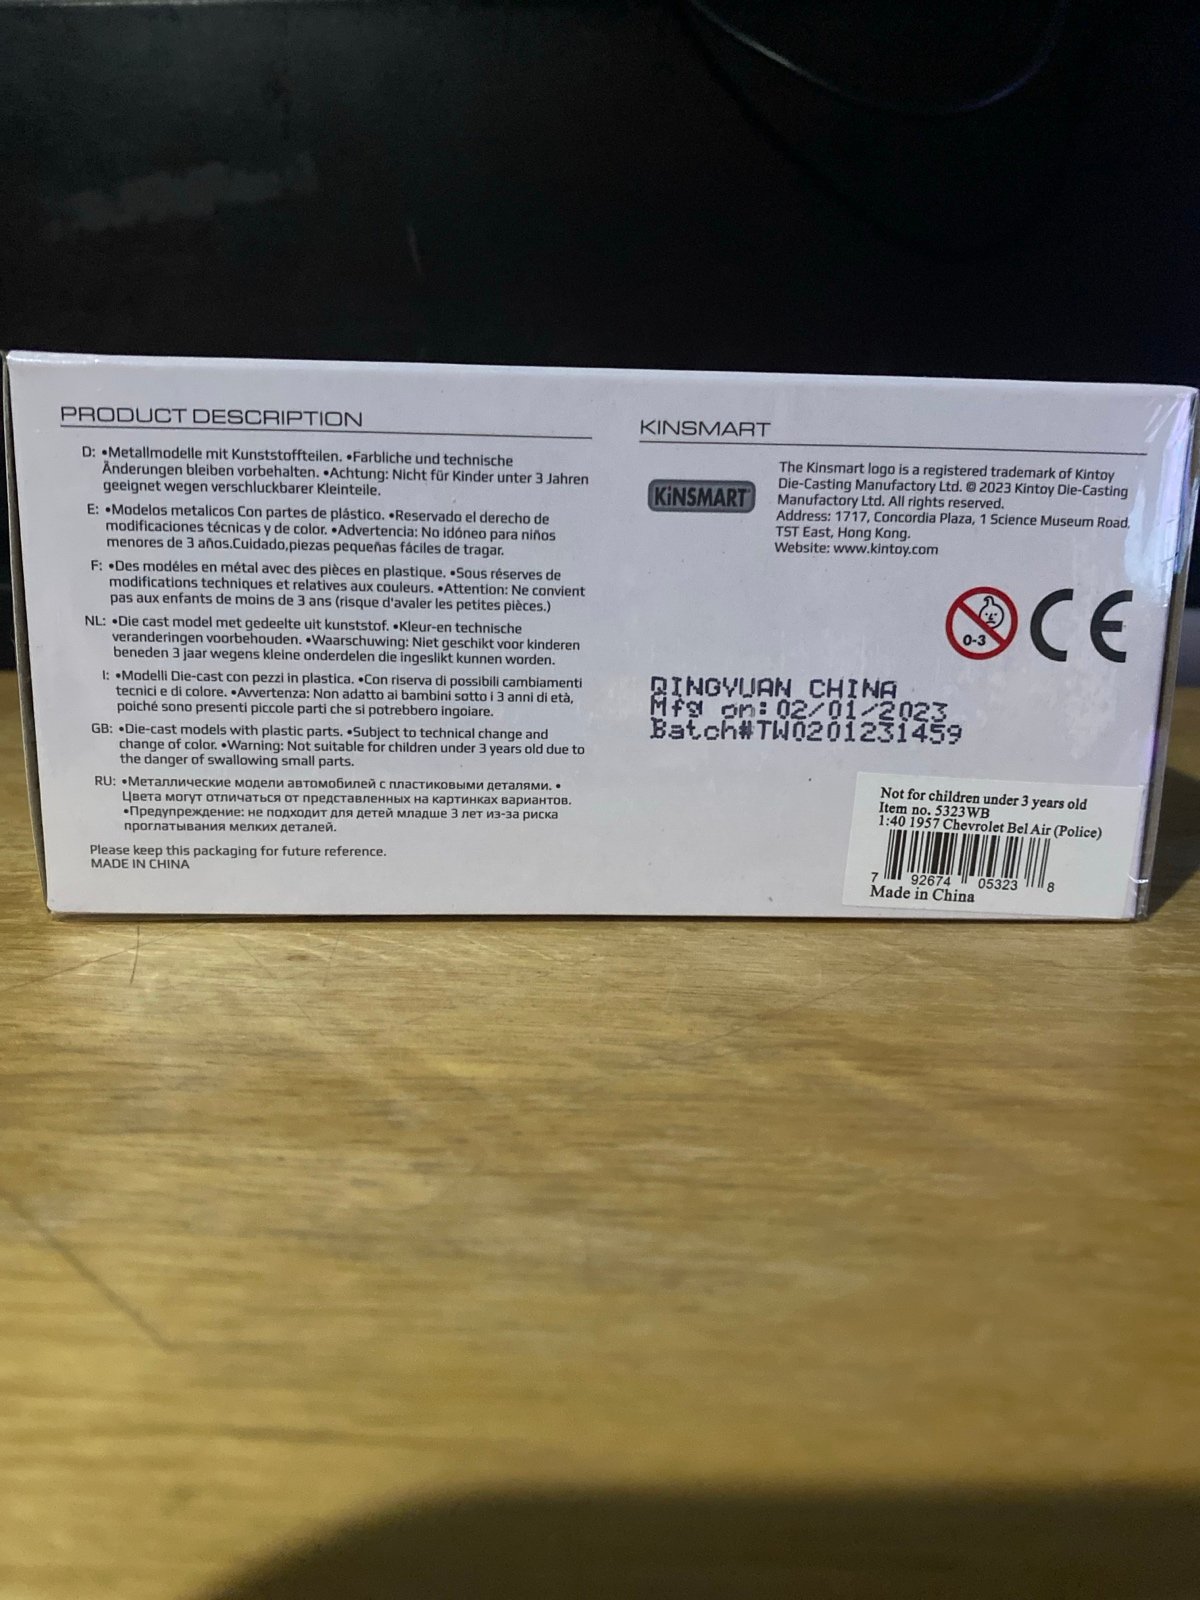 PRODUCT DESCRIPTION
D: •Metallmodelle mit Kunststoffteilen. •Farbliche und technische
Änderungen bleiben vorbehalten. •Achtung: Nicht für Kinder unter 3 Jahren
geeignet wegen verschluckbarer Kleinteile.
E: •Modelos metalicos Con partes de plástico. •Reservado el derecho de
modificaciones técnicas y de color. •Advertencia: No idóneo para niños
menores de 3 años.Cuidado,piezas pequeñas fáciles de tragar.
F: •Des modéles en métal avec des pièces en plastique. •Sous réserves de
modifications techniques et relatives aux couleurs. •Attention: Ne convient
pas aux enfants de moins de 3 ans (risque d'avaler les petites pièces.)
NL: •Die cast model met gedeelte uit kunststof. •Kleur-en technische
veranderingen voorbehouden. •Waarschuwing: Niet geschikt voor kinderen
beneden 3 jaar wegens kleine onderdelen die ingeslikt kunnen worden.
I: •Modelli Die-cast con pezzi in plastica. •Con riserva di possibili cambiamenti
tecnici e di colore. •Avvertenza: Non adatto ai bambini sotto i 3 anni di età,
poiché sono presenti piccole parti che si potrebbero ingoiare.
GB: •Die-cast models with plastic parts. •Subject to technical change and
change of color. •Warning: Not suitable for children under 3 years old due to
the danger of swallowing small parts.
RU: •Металлические модели автомобилей с пластиковыми деталями. •
Цвета могут отличаться от представленных на картинках вариантов.
•Предупреждение: не подходит для детей младше 3 лет из-за риска
проглатывания мелких деталей.
Please keep this packaging for future reference.
MADE IN CHINA
KINSMART
KiNSMART
The Kinsmart logo is a registered trademark of Kintoy
Die-Casting Manufactory Ltd. © 2023 Kintoy Die-Casting
Manufactory Ltd. All rights reserved.
Address: 1717, Concordia Plaza, 1 Science Museum Road,
TST East, Hong Kong.
Website: www.kintoy.com
0-3
CE
QINGYUAN CHINA
Mfg on: 02/01/2023
Batch#TW0201231459
Not for children under 3 years old
Item no. 5323WB
1:40 1957 Chevrolet Bel Air (Police)
7 92674 05323 8
Made in China